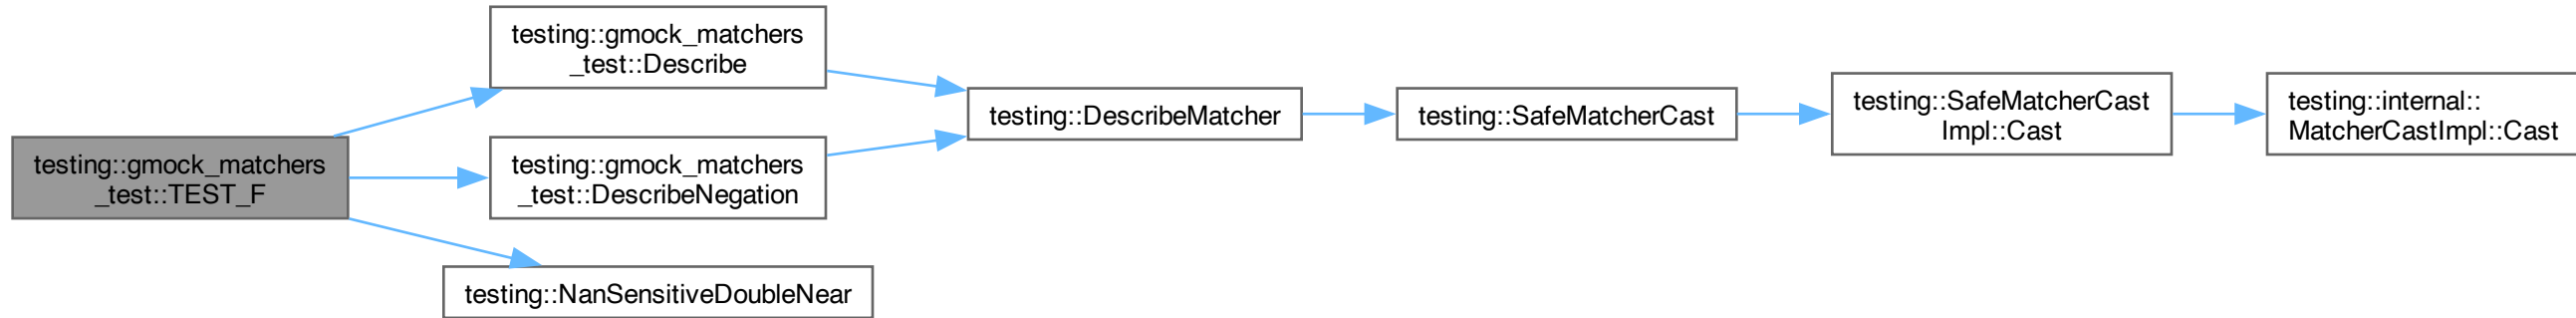 testing::gmock_matchers
_test::TEST_F
testing::gmock_matchers
_test::Describe
testing::gmock_matchers
_test::DescribeNegation
testing::NanSensitiveDoubleNear
testing::DescribeMatcher
testing::SafeMatcherCast
testing::SafeMatcherCast
Impl::Cast
testing::internal::
MatcherCastImpl::Cast